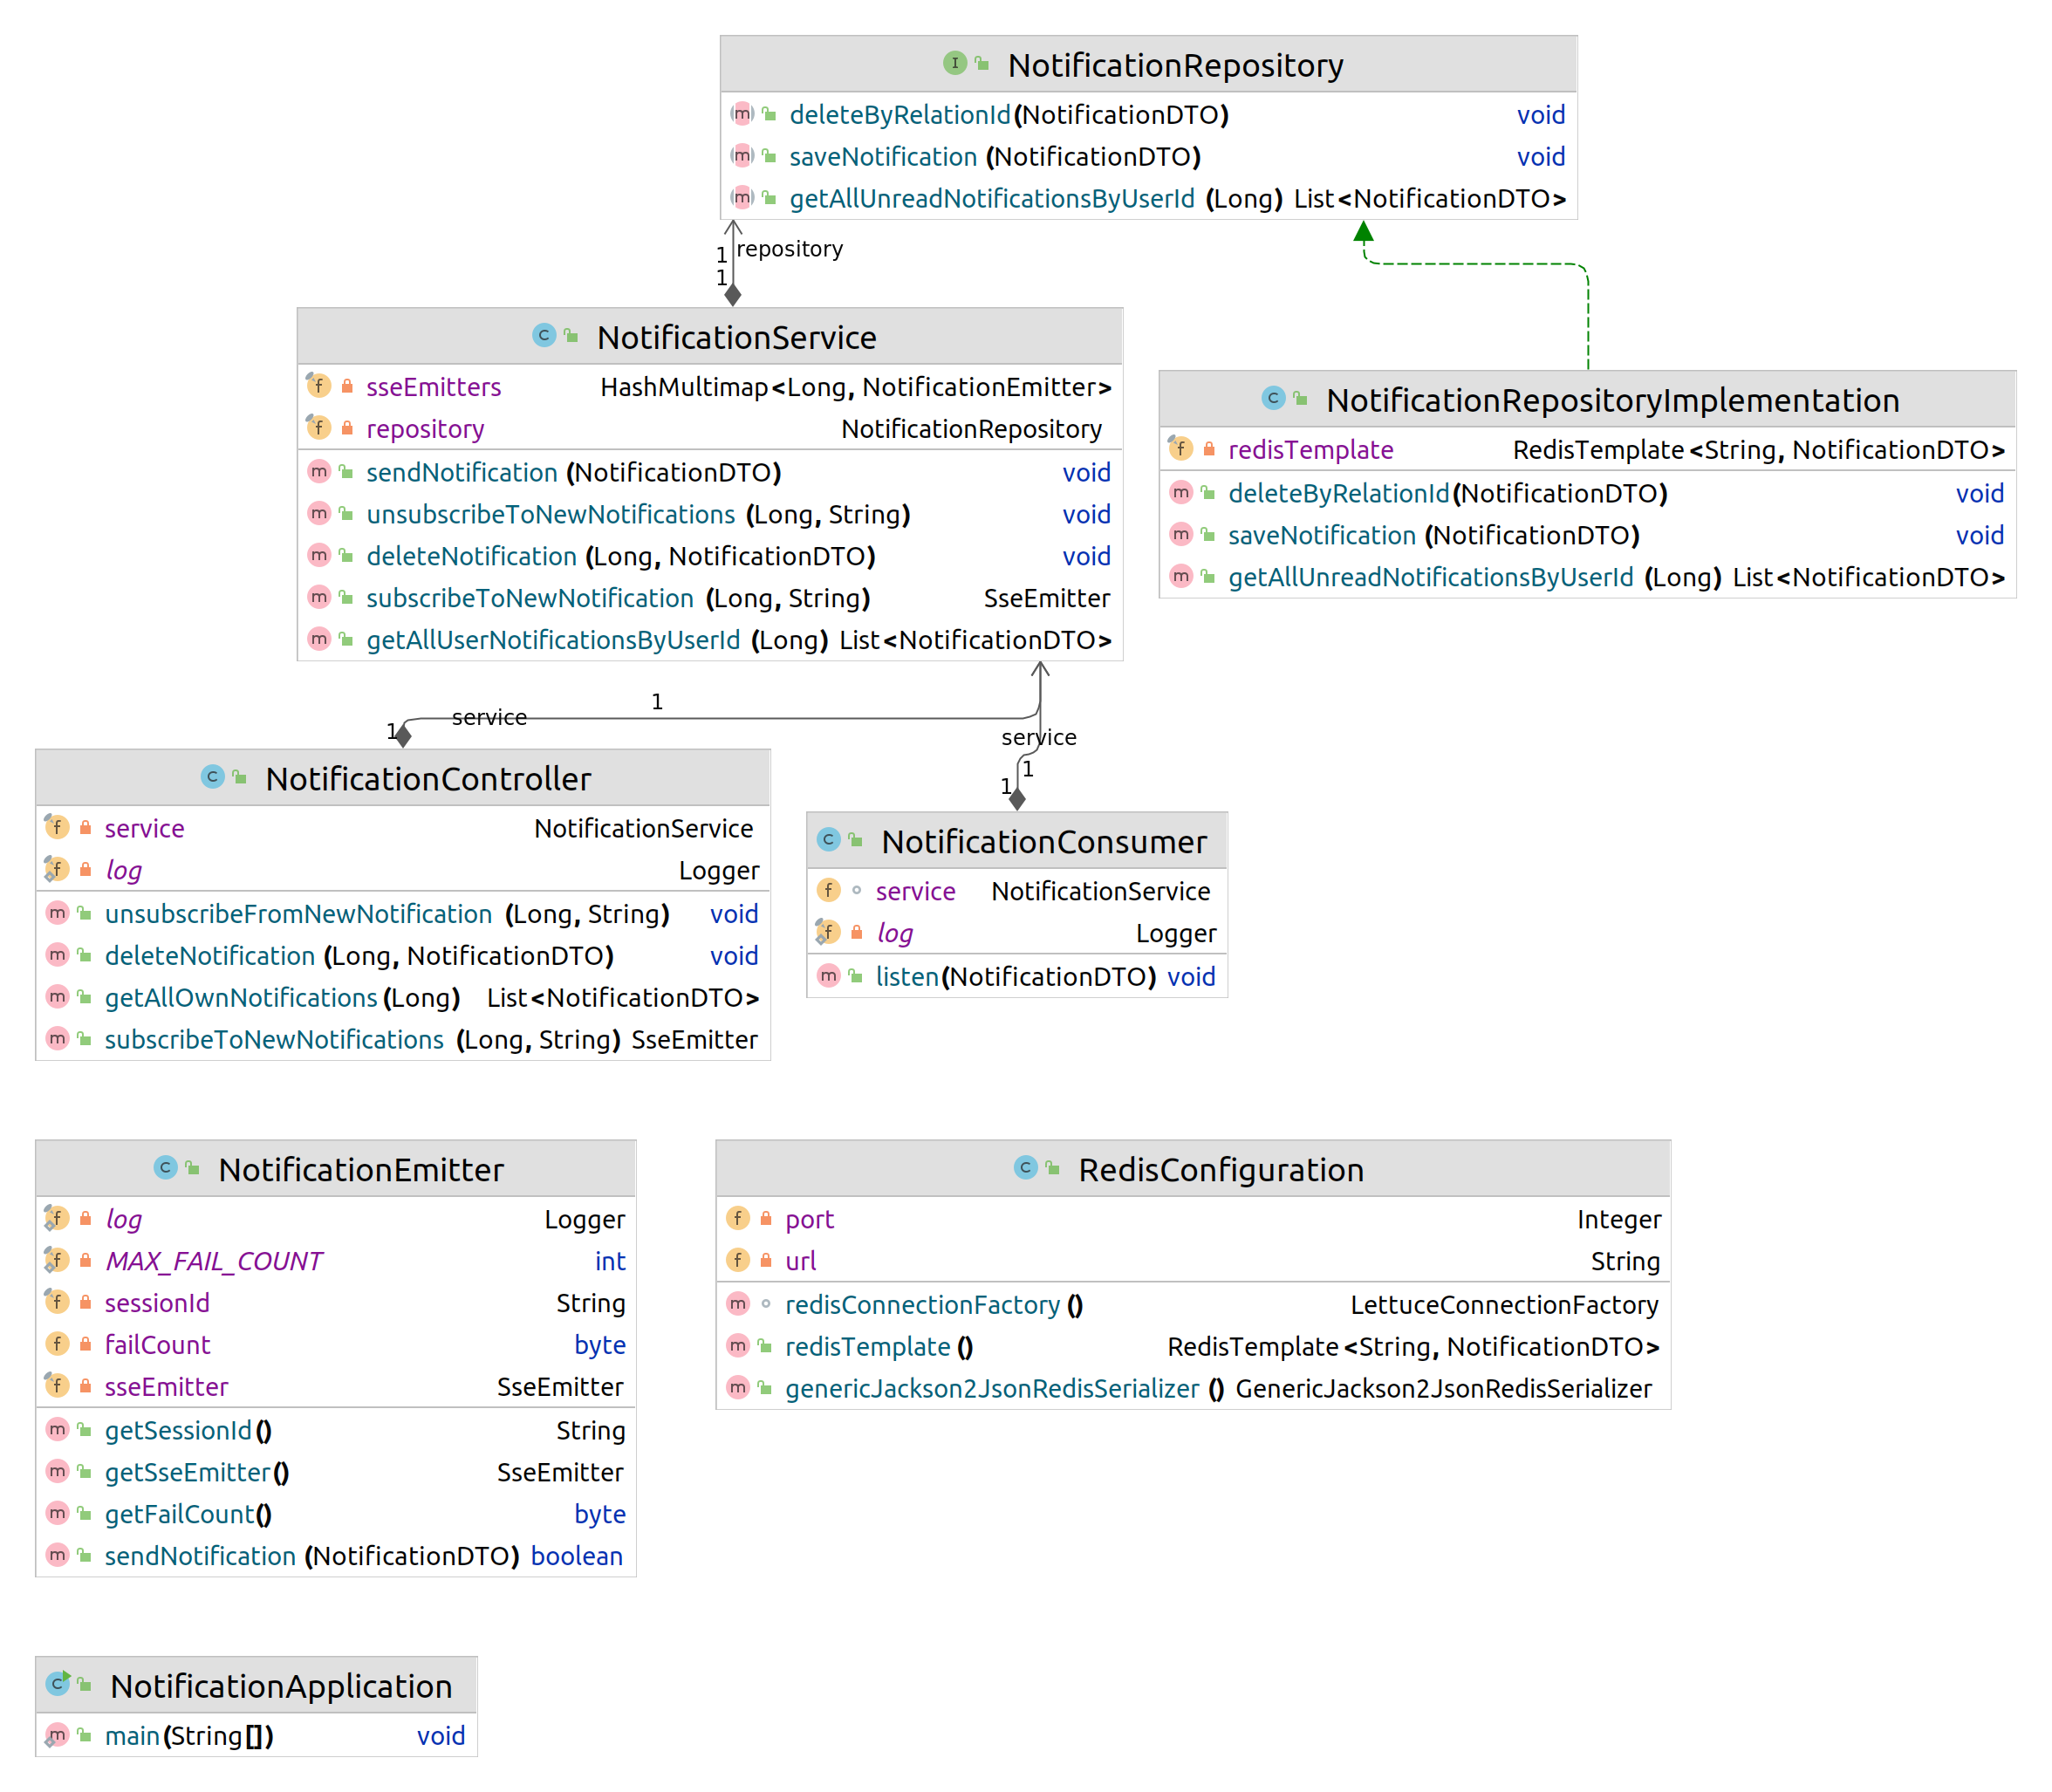 NotificationRepository
deleteByRelationId(NotificationDTO) void
saveNotification (NotificationDTO) void
getAllUnreadNotificationsByUserId (Long) List<NotificationDTO>
1 repository
1
NotificationService
sseEmitters HashMultimap<Long, NotificationEmitter>
repository NotificationRepository
sendNotification (NotificationDTO) void
unsubscribeToNewNotifications (Long, String) void
deleteNotification (Long, NotificationDTO) void
subscribeToNewNotification (Long, String) SseEmitter
getAllUserNotificationsByUserId (Long) List<NotificationDTO>
NotificationRepositoryImplementation
redisTemplate RedisTemplate<String, NotificationDTO>
deleteByRelationId(NotificationDTO) void
saveNotification (NotificationDTO) void
getAllUnreadNotificationsByUserId (Long) List<NotificationDTO>
1
service
1
service
1
1
NotificationController
service NotificationService
log Logger
unsubscribeFromNewNotification (Long, String) void
deleteNotification (Long, NotificationDTO) void
getAllOwnNotifications(Long) List<NotificationDTO>
subscribeToNewNotifications (Long, String) SseEmitter
NotificationConsumer
service NotificationService
log Logger
listen(NotificationDTO) void
NotificationEmitter
log Logger
MAX_FAIL_COUNT int
sessionId String
failCount byte
sseEmitter SseEmitter
getSessionId() String
getSseEmitter() SseEmitter
getFailCount() byte
sendNotification (NotificationDTO) boolean
RedisConfiguration
port Integer
url String
redisConnectionFactory () LettuceConnectionFactory
redisTemplate () RedisTemplate<String, NotificationDTO>
genericJackson2JsonRedisSerializer () GenericJackson2JsonRedisSerializer
NotificationApplication
main(String[]) void